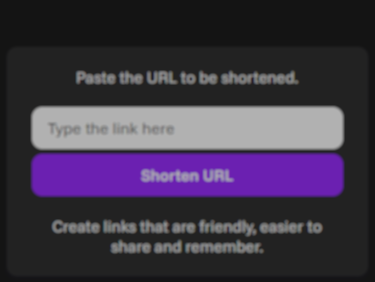 Paste the URL to be shortened.
Type the link here
Shorten URL
Create links that are friendly, easier to
share and remember.